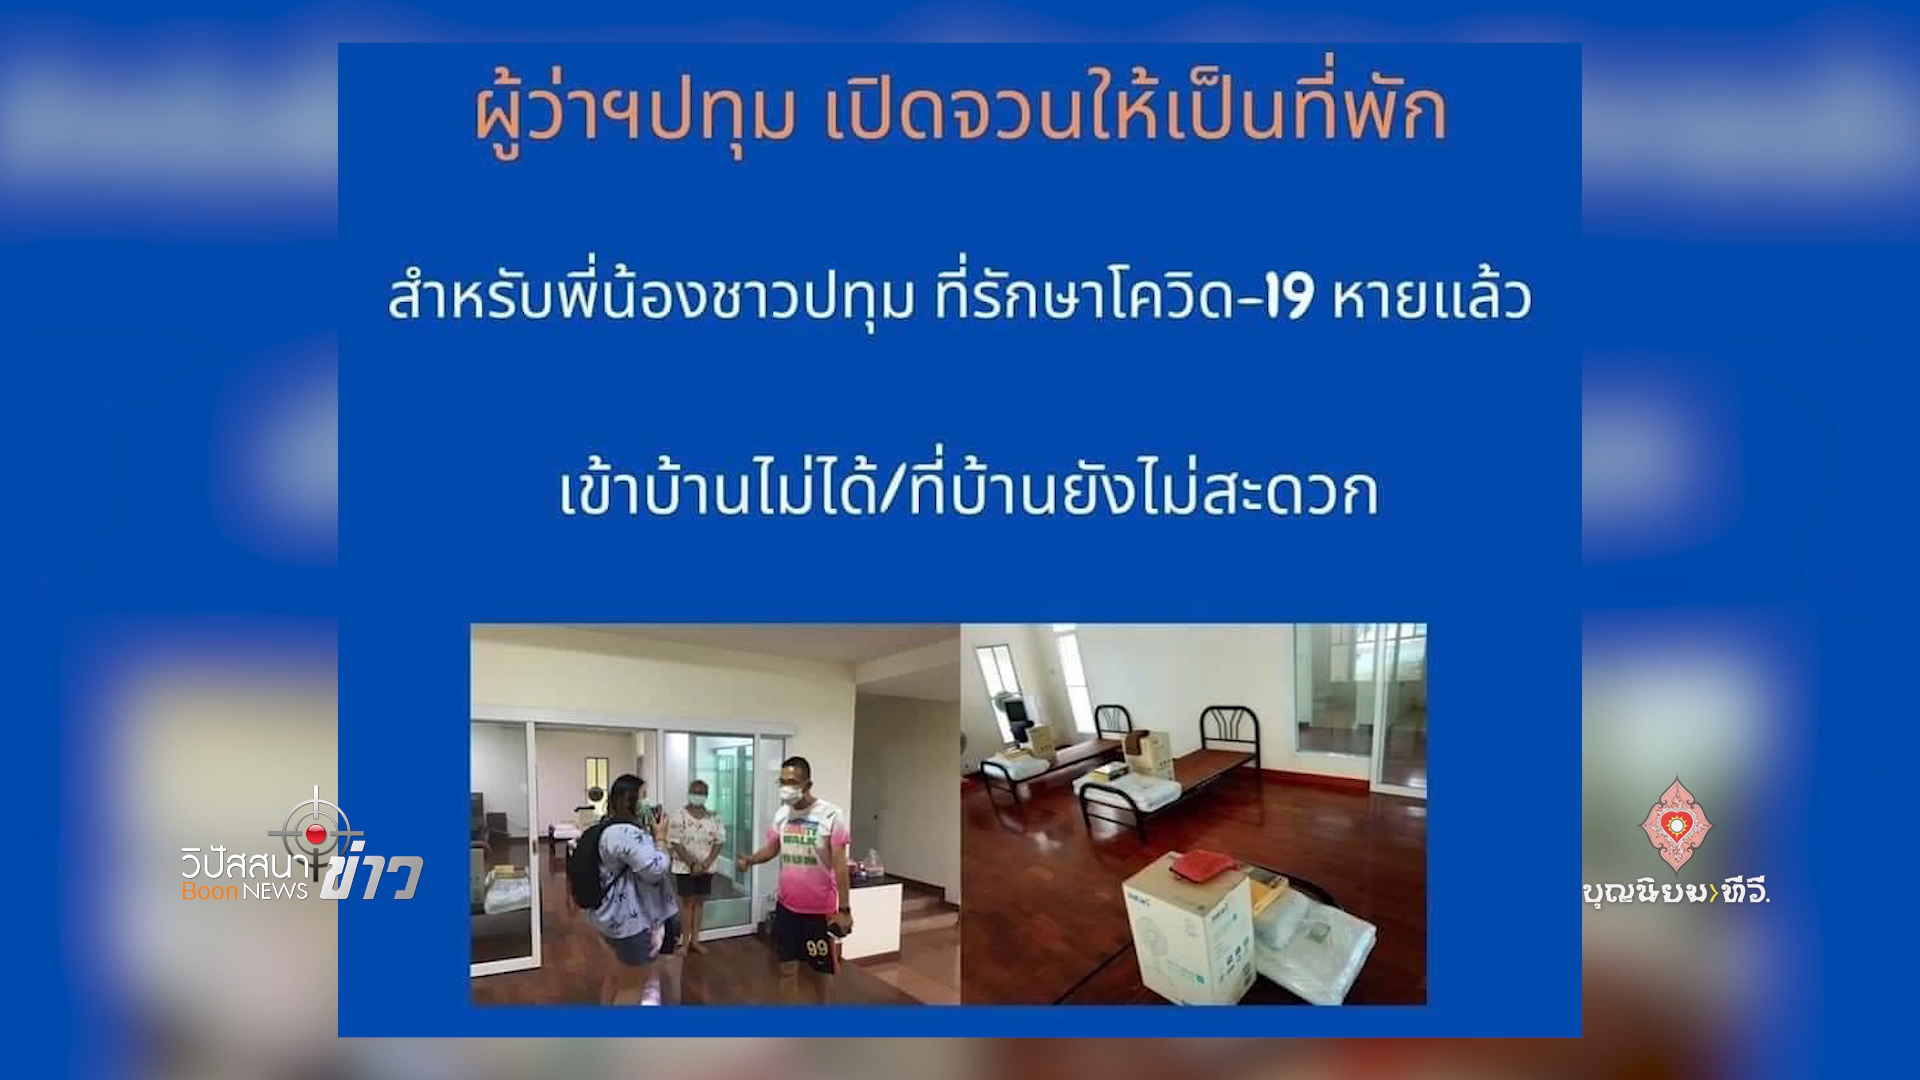 ผู้ว่าฯปทุม เปิดจวนให้เป็นที่พัก
สำหรับพี่น้องชาวปทุม ที่รักษาโควิด-19 หายแล้ว
เข้าบ้านไม่ได้/ที่บ้านยังไม่สะดวก
WALK
99
วิปัสสนา
ข่าว
Boon NEWS
บุญนิยมทีวี.